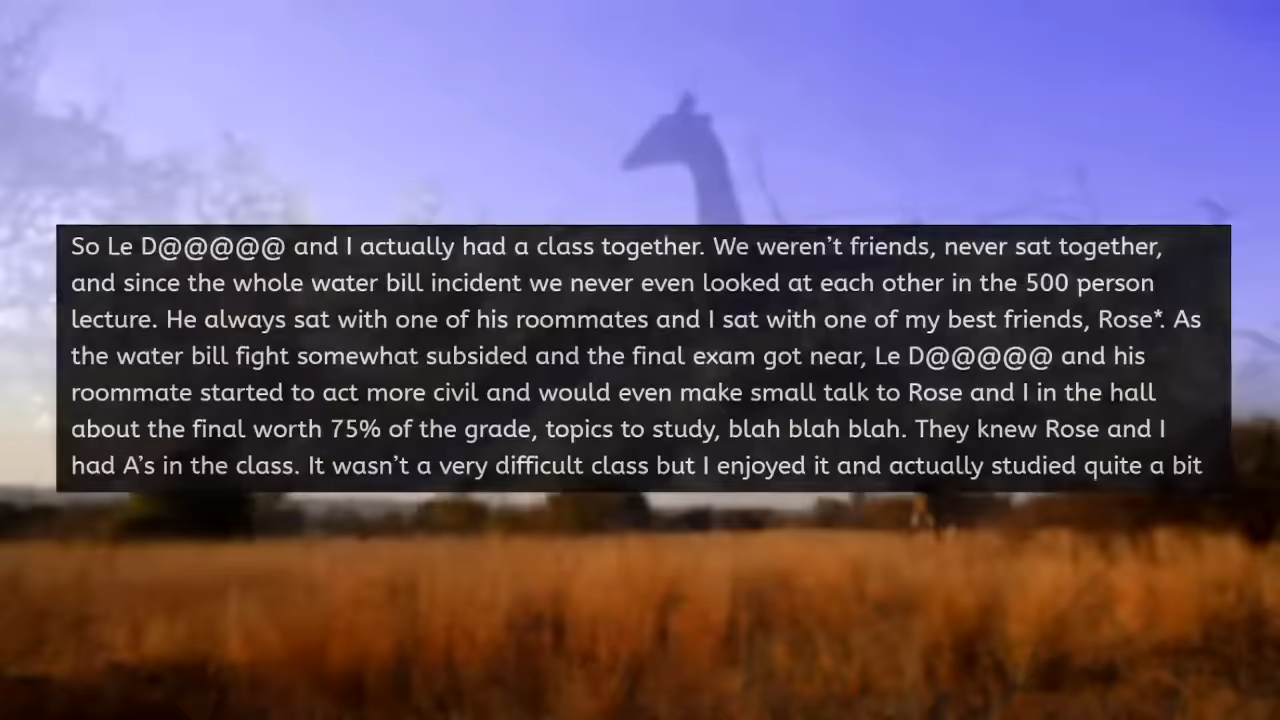 So Le D@@@@@ and I actually had a class together. We weren’t friends, never sat together,
and since the whole water bill incident we never even looked at each other in the 500 person
lecture. He always sat with one of his roommates and I sat with one of my best friends, Rose*. As
the water bill fight somewhat subsided and the final exam got near, Le D@@@@@ and his
roommate started to act more civil and would even make small talk to Rose and I in the hall
about the final worth 75% of the grade, topics to study, blah blah blah. They knew Rose and I
had A’s in the class. It wasn’t a very difficult class but I enjoyed it and actually studied quite a bit